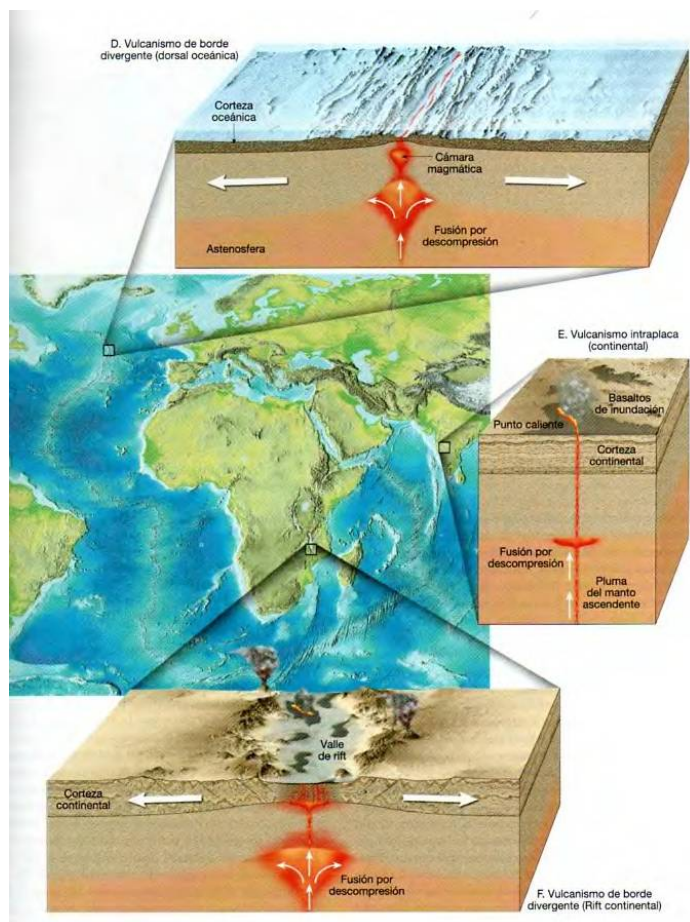 D. Vulcanismo de borde
divergente (dorsal oceánica)
Corteza
oceánica
Cámara
magmática
Fusión por
descompresión
Astenosfera
E. Vulcanismo intraplaca
(continental)
Basaltos
de inundación
Punto caliente
Corteza
continental
Fusión por
descompresión
Pluma
del manto
ascendente
Valle
de rift
Corteza
continental
Fusión por
descompresión
F. Vulcanismo de borde
divergente (Rift continental)